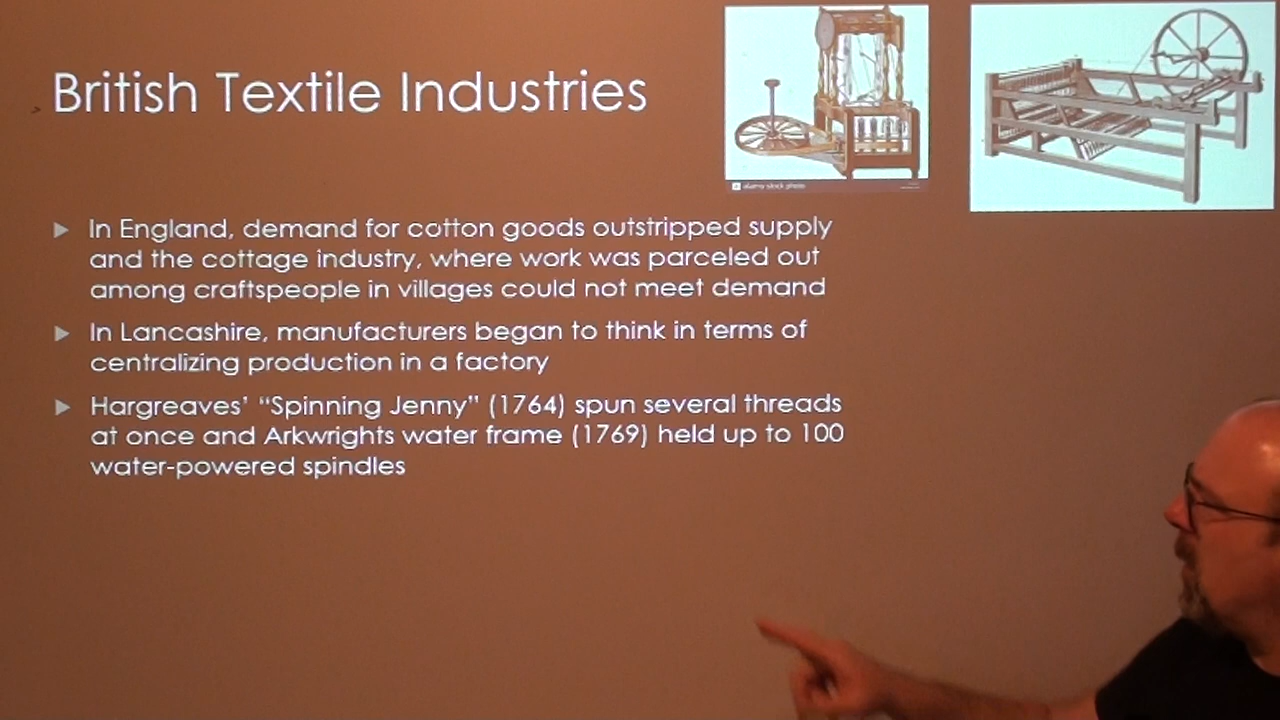 British Textile Industries
alamy stock photo
In England, demand for cotton goods outstripped supply
and the cottage industry, where work was parceled out
among craftspeople in villages could not meet demand
In Lancashire, manufacturers began to think in terms of
centralizing production in a factory
Hargreaves' “Spinning Jenny” (1764) spun several threads
at once and Arkwrights water frame (1769) held up to 100
water-powered spindles